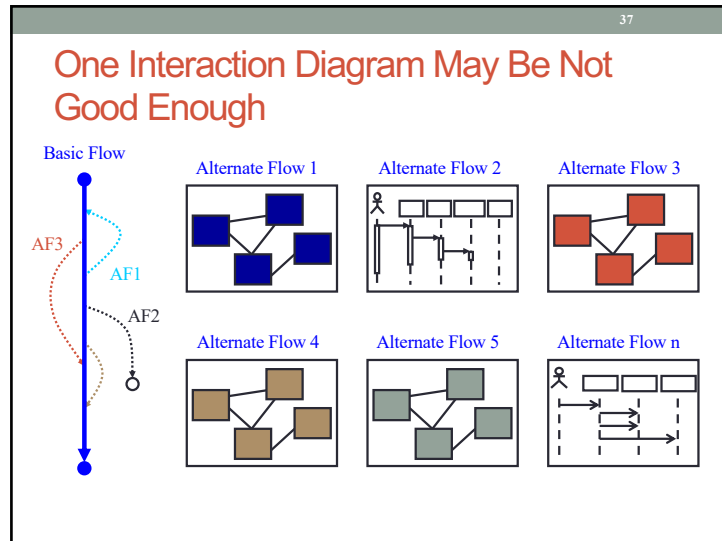 37
One Interaction Diagram May Be Not
Good Enough
Basic Flow
Alternate Flow 1
Alternate Flow 2
Alternate Flow 3
AF3
AF1
AF2
Alternate Flow 4
Alternate Flow 5
Alternate Flow n